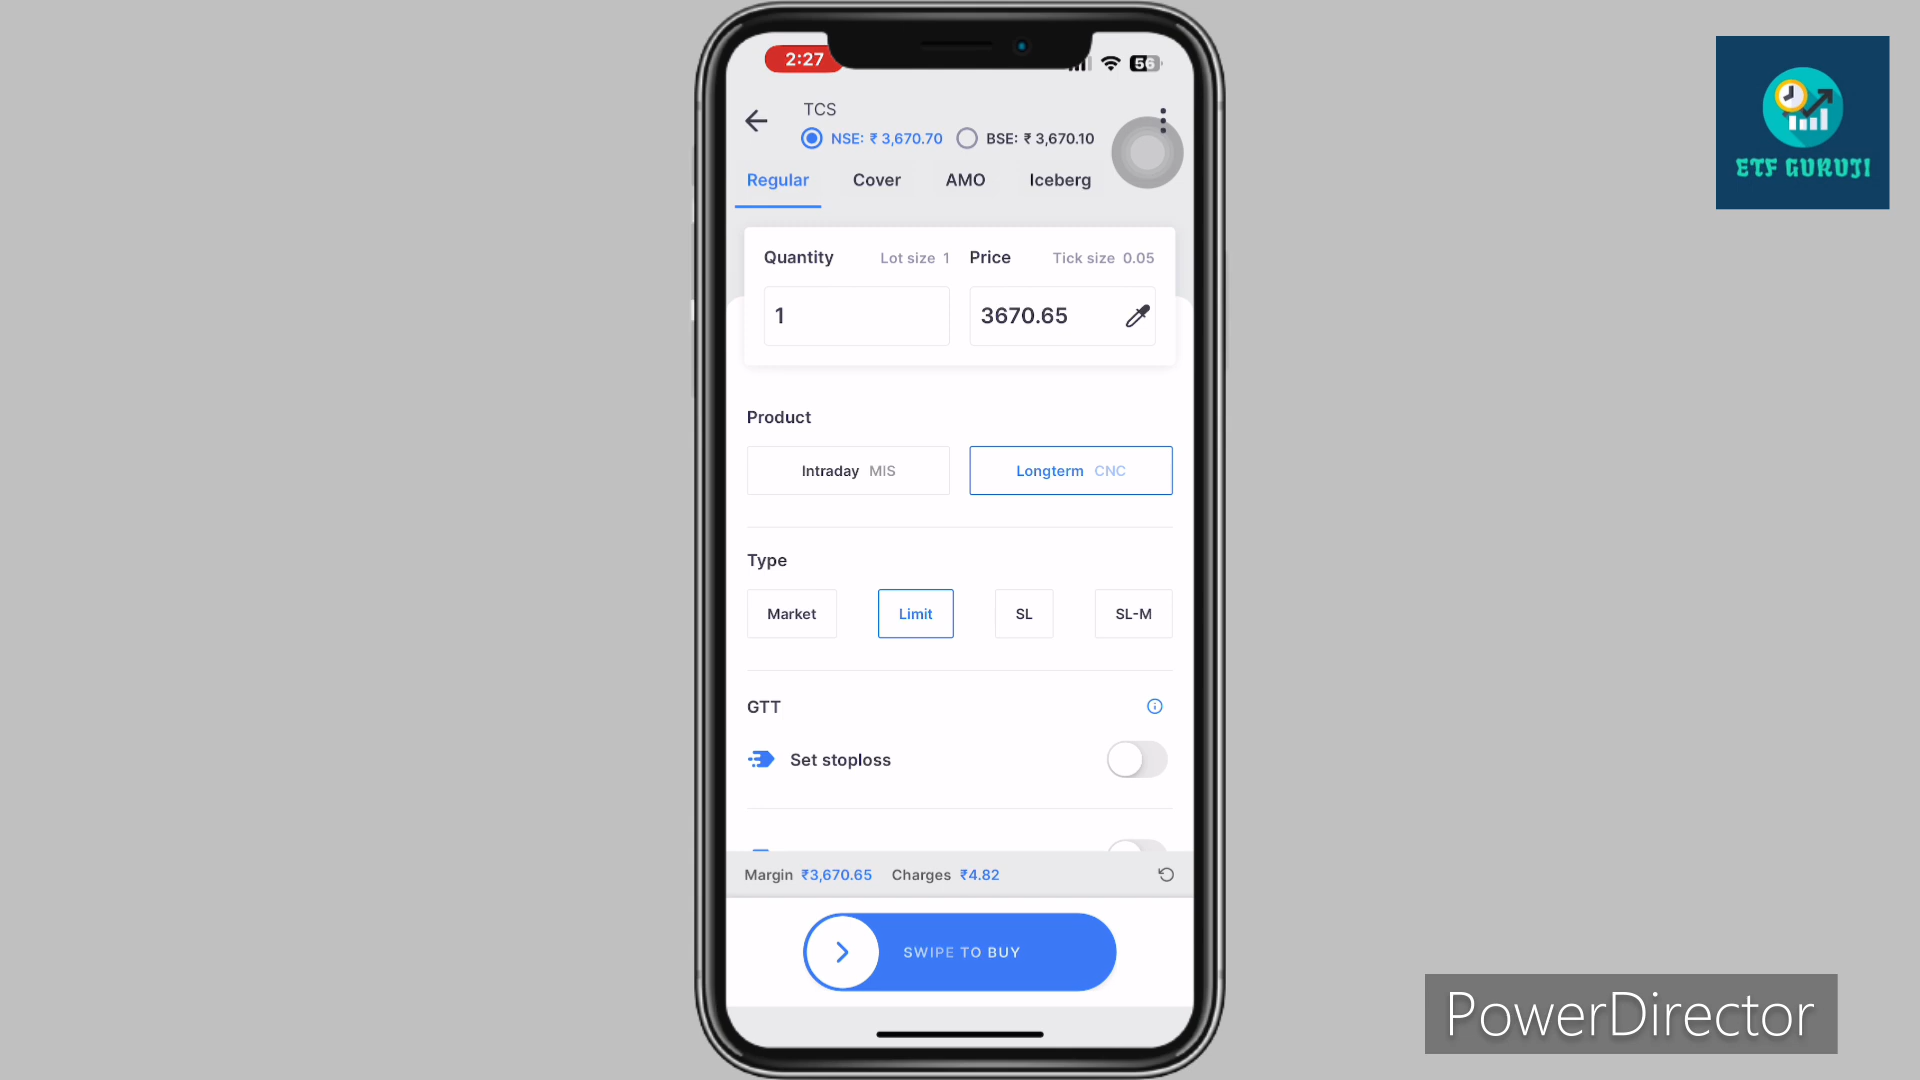 2:27
56
TCS
NSE: ₹ 3,670.70 BSE: ₹ 3,670.10
Regular Cover AMO Iceberg
Quantity Lot size 1 Price Tick size 0.05
1 3670.65
Product
Intraday MIS Longterm CNC
Type
Market Limit SL SL-M
GTT
Set stoploss
Margin ₹3,670.65 Charges ₹4.82
SWIPE TO BUY
ETF GURUJI
PowerDirector